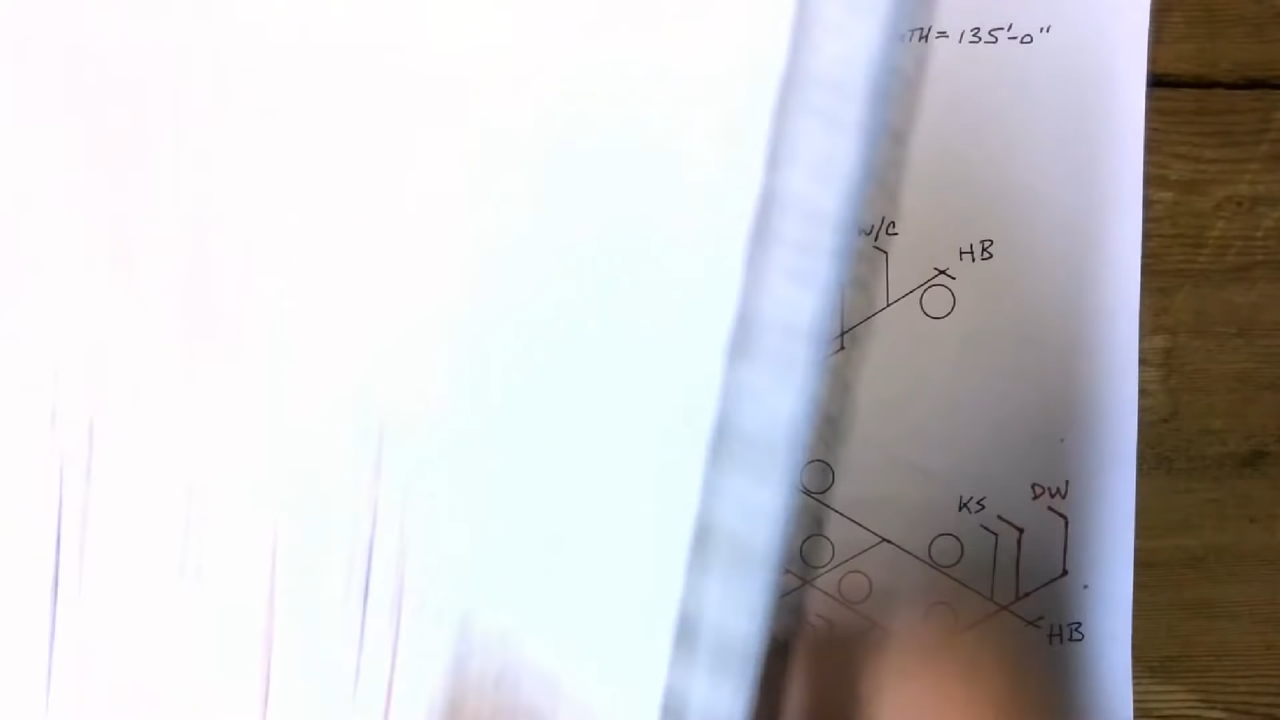 TH = 135'-0"
W/C
HB
KS
DW
HB